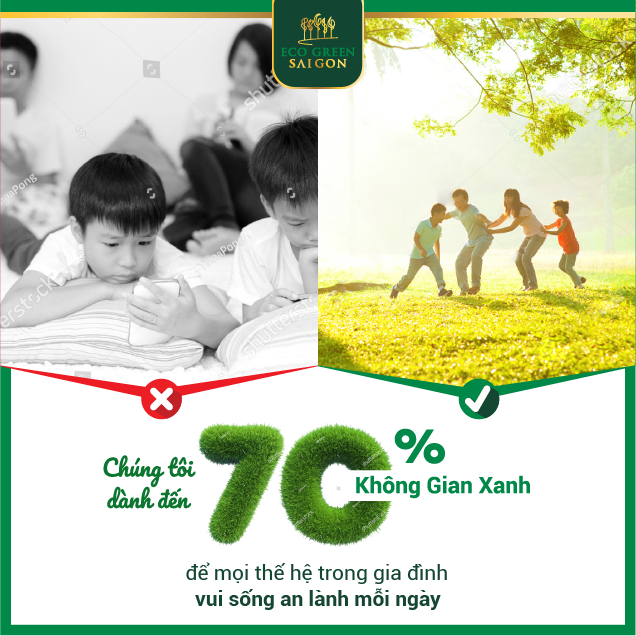 ECO GREEN
SAIGON
Chúng tôi
dành đến
70%
Không Gian Xanh
để mọi thế hệ trong gia đình
vui sống an lành mỗi ngày